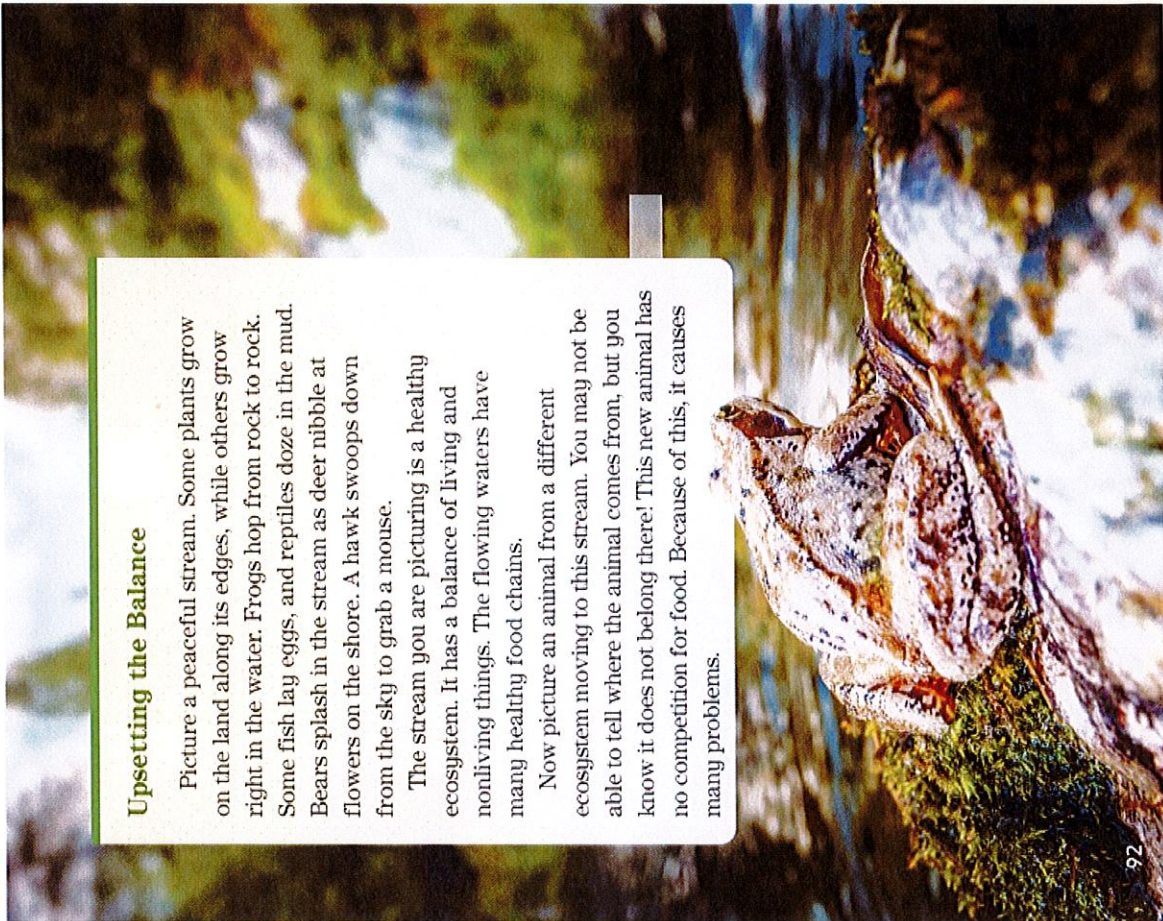 Upsetting the Balance
Picture a peaceful stream. Some plants grow
on the land along its edges, while others grow
right in the water. Frogs hop from rock to rock.
Some fish lay eggs, and reptiles doze in the mud.
Bears splash in the stream as deer nibble at
flowers on the shore. A hawk swoops down
from the sky to grab a mouse.
The stream you are picturing is a healthy
ecosystem. It has a balance of living and
nonliving things. The flowing waters have
many healthy food chains.
Now picture an animal from a different
ecosystem moving to this stream. You may not be
able to tell where the animal comes from, but you
know it does not belong there! This new animal has
no competition for food. Because of this, it causes
many problems.
92